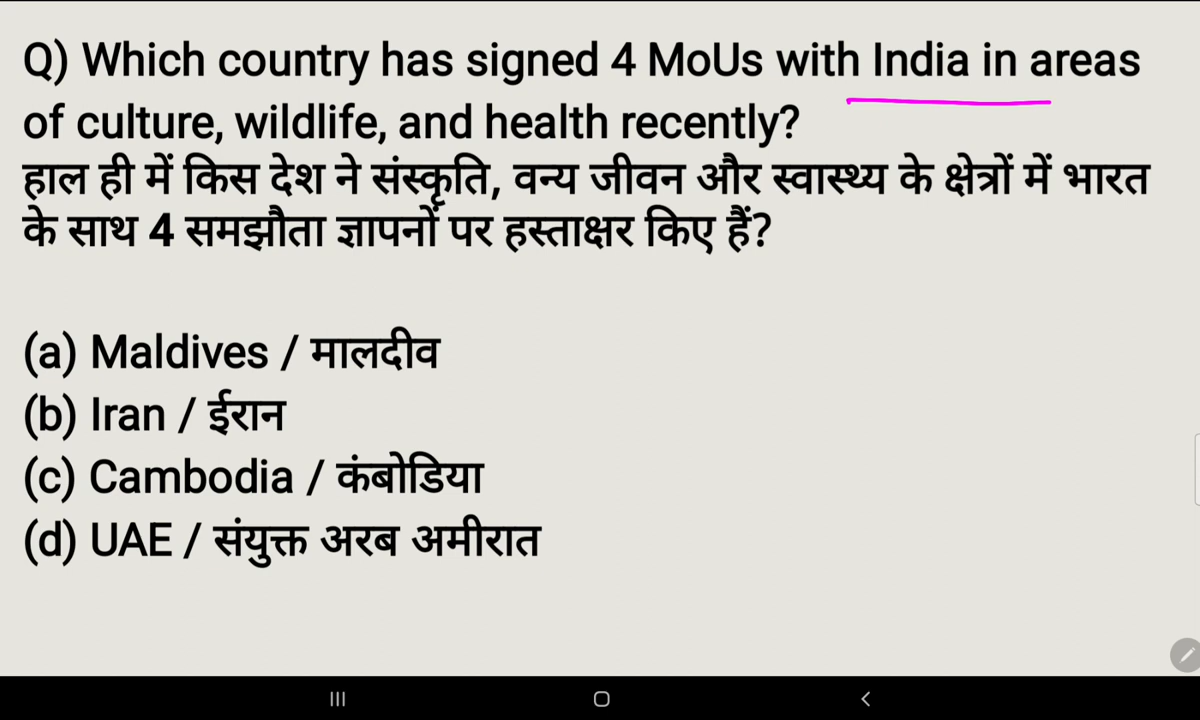 Q) Which country has signed 4 MoUs with India in areas
of culture, wildlife, and health recently?
हाल ही में किस देश ने संस्कृति, वन्य जीवन और स्वास्थ्य के क्षेत्रों में भारत
के साथ 4 समझौता ज्ञापनों पर हस्ताक्षर किए हैं?
(a) Maldives / मालदीव
(b) Iran / ईरान
(c) Cambodia / कंबोडिया
(d) UAE / संयुक्त अरब अमीरात